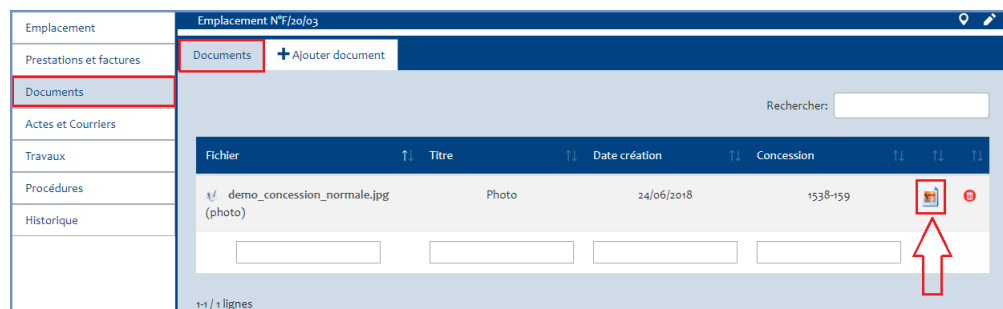 Emplacement
Prestations et factures
Documents
Actes et Courriers
Travaux
Procédures
Historique
Emplacement N°F/20/03
Documents
Ajouter document
Rechercher:
Fichier Titre Date création Concession
demo_concession_normale.jpg Photo 24/06/2018 1538-159
(photo)
1-1 / 1 lignes